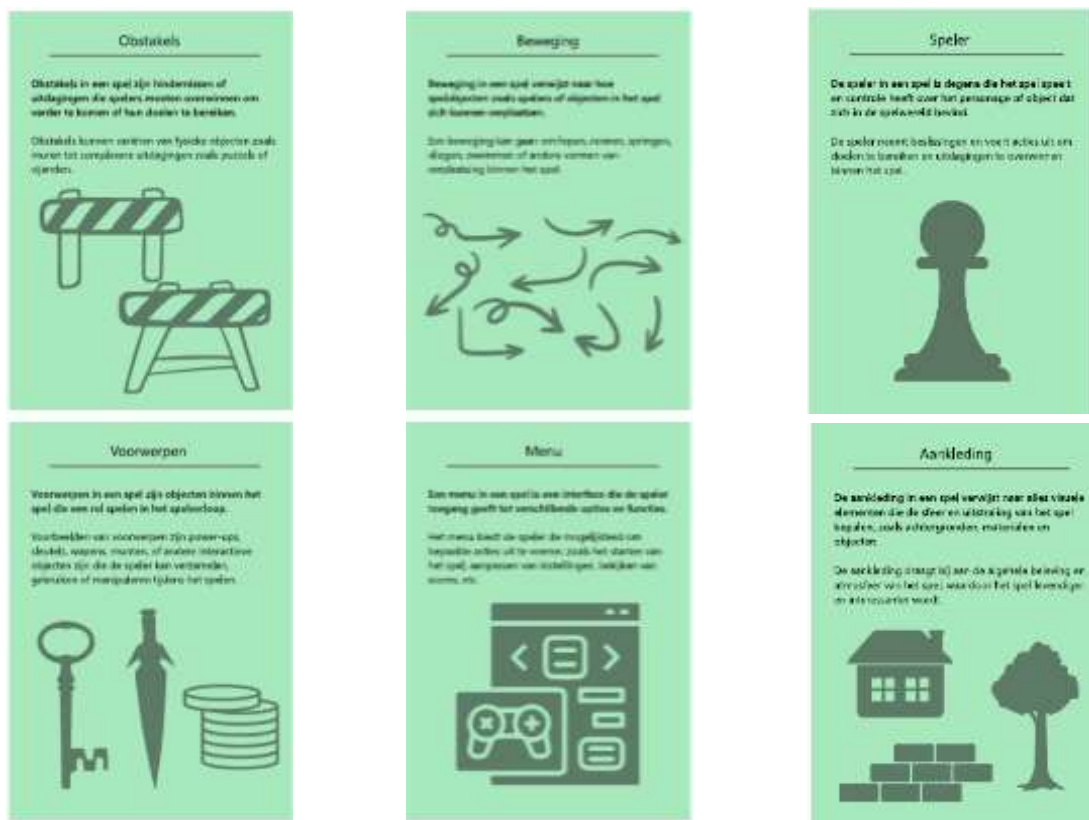 Obstakels
Obstakels in een spel zijn hindernissen of
uitdagingen die spelers moeten overwinnen om
verder te komen of hun doelen te bereiken.
Obstakels kunnen variëren van fysieke objecten zoals
muren tot complexere uitdagingen zoals puzzels of
vijanden.
Beweging
Beweging in een spel verwijst naar hoe
spelobjecten zoals spelers of objecten in het spel
zich kunnen verplaatsen.
Een beweging kan gaan om lopen, rennen, springen,
vliegen, zwemmen of andere vormen van
verplaatsing binnen het spel.
Speler
De speler in een spel is degene die het spel speelt
en controle heeft over het personage of object dat
zich in de spelwereld bevind.
De speler neemt beslissingen en voert acties uit om
doelen te bereiken en uitdagingen te overwinnen
binnen het spel.
Voorwerpen
Voorwerpen in een spel zijn objecten binnen het
spel die een rol spelen in het spelverloop.
Voorbeelden van voorwerpen zijn power-ups,
sleutels, wapens, munten, of andere interactieve
objecten zijn die de speler kan verzamelen,
gebruiken of manipuleren tijdens het spelen.
Menu
Een menu in een spel is een interface die de speler
toegang geeft tot verschillende opties en functies.
Het menu biedt de speler de mogelijkheid om
bepaalde acties uit te voeren, zoals het starten van
het spel, aanpassen van instellingen, bekijken van
scores, etc.
Aankleding
De aankleding in een spel verwijst naar alles visuele
elementen die de sfeer en uitstraling van het spel
bepalen, zoals achtergronden, materialen en
objecten.
De aankleding draagt bij aan de algehele beleving en
atmosfeer van het spel, waardoor het spel levendiger
en interessanter wordt.